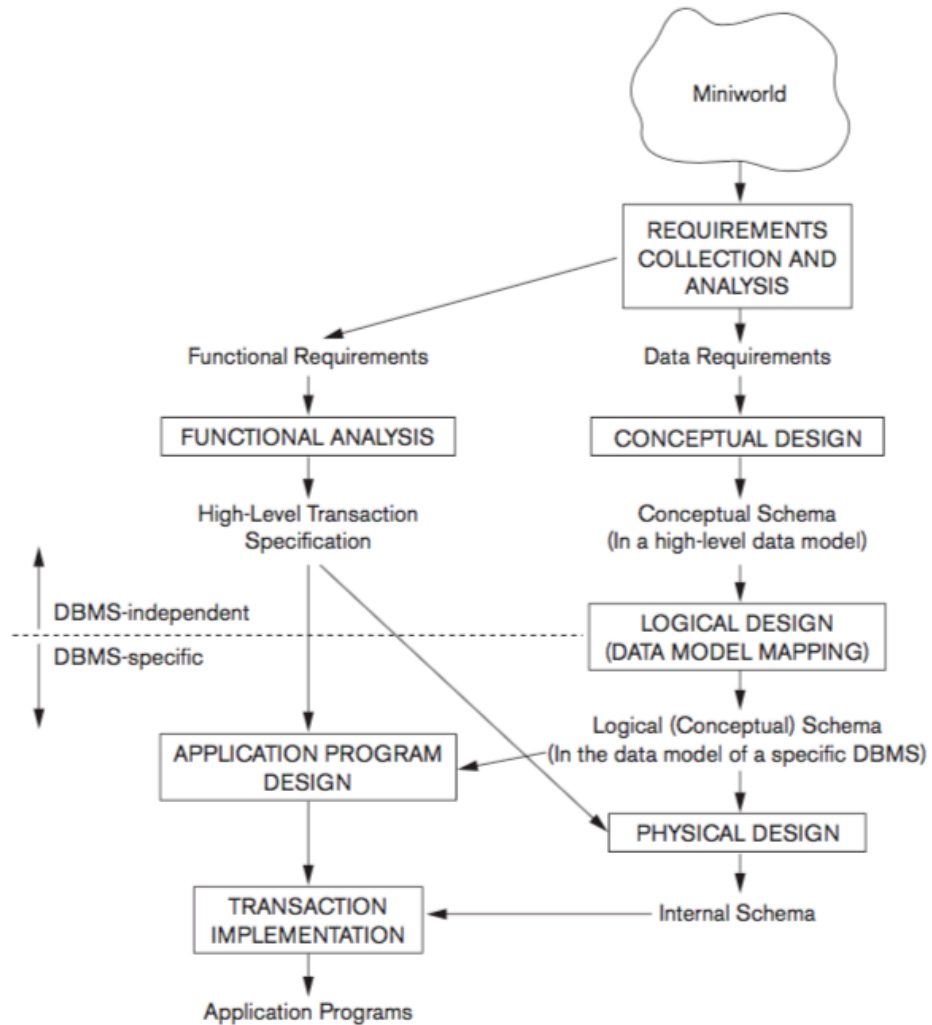 Miniworld
REQUIREMENTS
COLLECTION AND
ANALYSIS
Functional Requirements
Data Requirements
FUNCTIONAL ANALYSIS
CONCEPTUAL DESIGN
High-Level Transaction
Specification
Conceptual Schema
(In a high-level data model)
DBMS-independent
DBMS-specific
LOGICAL DESIGN
(DATA MODEL MAPPING)
Logical (Conceptual) Schema
(In the data model of a specific DBMS)
APPLICATION PROGRAM
DESIGN
PHYSICAL DESIGN
TRANSACTION
IMPLEMENTATION
Internal Schema
Application Programs